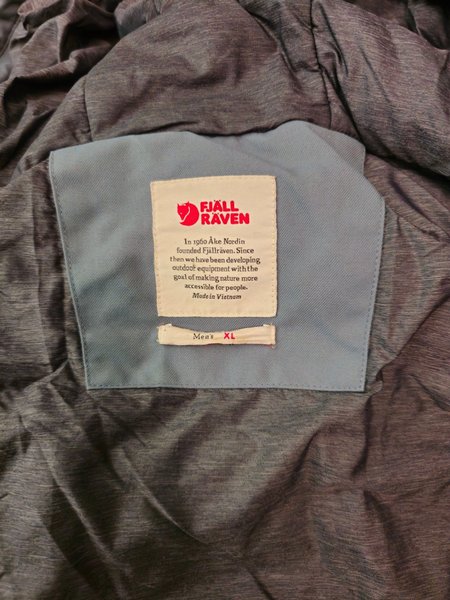 FJÄLL
RÄVEN
In 1960 Åke Nordin
founded Fjällräven. Since
then we have been developing
outdoor equipment with the
goal of making nature more
accessible for people.
Made in Vietnam
Men's XL